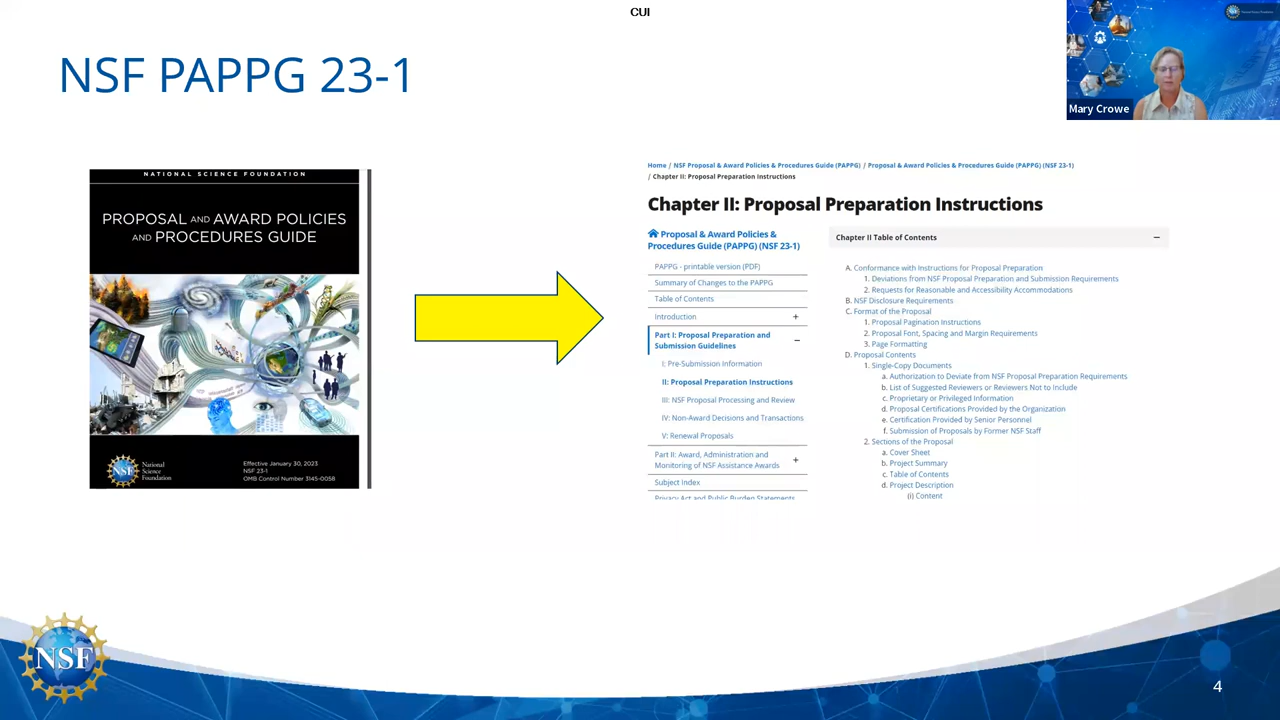 CUI
NSF PAPPG 23-1
Mary Crowe
NATIONAL SCIENCE FOUNDATION
PROPOSAL AND AWARD POLICIES
AND PROCEDURES GUIDE
NSF
National
Science
Foundation
Effective January 30, 2023
NSF 23-1
OMB Control Number 3145-0058
Home / NSF Proposal & Award Policies & Procedures Guide (PAPPG) / Proposal & Award Policies & Procedures Guide (PAPPG) (NSF 23-1)
/ Chapter II: Proposal Preparation Instructions
Chapter II: Proposal Preparation Instructions
Proposal & Award Policies &
Procedures Guide (PAPPG) (NSF 23-1)
PAPPG - printable version (PDF)
Summary of Changes to the PAPPG
Table of Contents
Introduction +
Part I: Proposal Preparation and
Submission Guidelines −
I: Pre-Submission Information
II: Proposal Preparation Instructions
III: NSF Proposal Processing and Review
IV: Non-Award Decisions and Transactions
V: Renewal Proposals
Part II: Award, Administration and
Monitoring of NSF Assistance Awards +
Subject Index
Privacy Act and Public Burden Statements
Chapter II Table of Contents −
A. Conformance with Instructions for Proposal Preparation
1. Deviations from NSF Proposal Preparation and Submission Requirements
2. Requests for Reasonable and Accessibility Accommodations
B. NSF Disclosure Requirements
C. Format of the Proposal
1. Proposal Pagination Instructions
2. Proposal Font, Spacing and Margin Requirements
3. Page Formatting
D. Proposal Contents
1. Single-Copy Documents
a. Authorization to Deviate from NSF Proposal Preparation Requirements
b. List of Suggested Reviewers or Reviewers Not to Include
c. Proprietary or Privileged Information
d. Proposal Certifications Provided by the Organization
e. Certification Provided by Senior Personnel
f. Submission of Proposals by Former NSF Staff
2. Sections of the Proposal
a. Cover Sheet
b. Project Summary
c. Table of Contents
d. Project Description
(i) Content
NSF
4